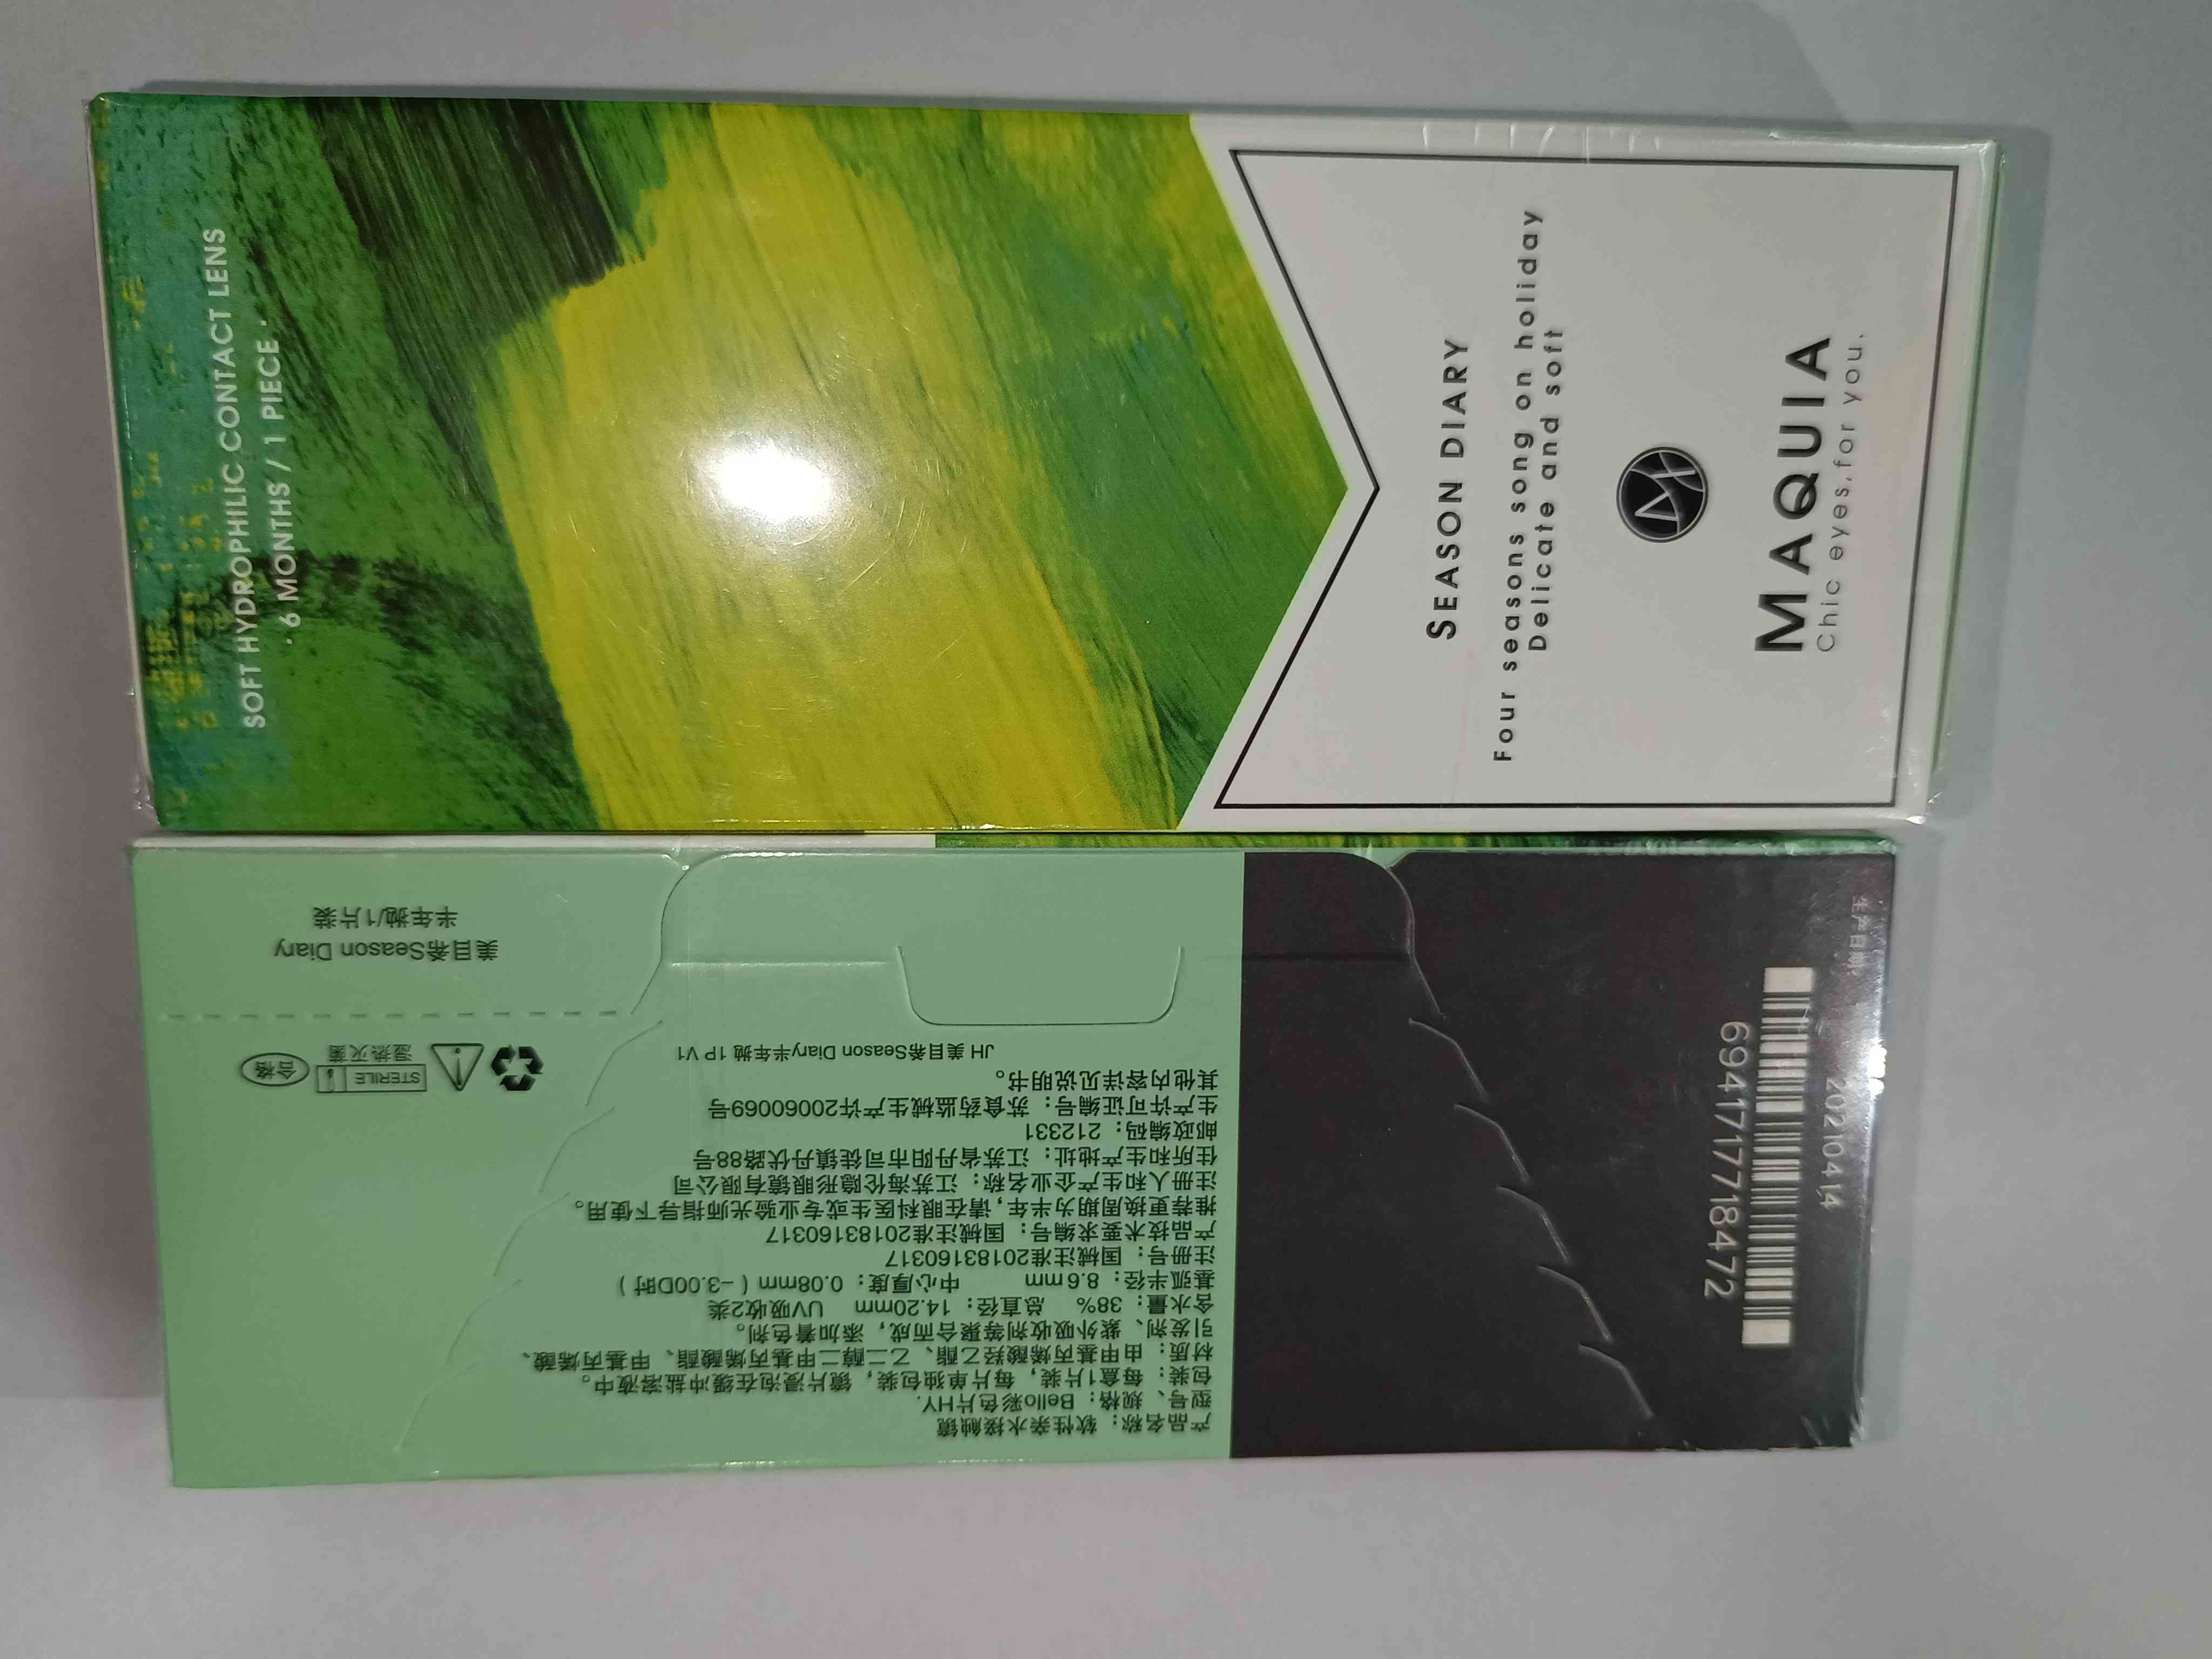 SOFT HYDROPHILIC CONTACT LENS
· 6 MONTHS / 1 PIECE ·
SEASON DIARY
Four seasons song on holiday
Delicate and soft
MAQUIA
Chic eyes,for you.
产品名称：软性亲水接触镜
型号、规格：Bello彩色片HY.
包装：每盒1片装，每片单独包装，镜片浸泡在缓冲盐溶液中。
材质：由甲基丙烯酸羟乙酯、乙二醇二甲基丙烯酸酯、甲基丙烯酸、
引发剂、紫外吸收剂等聚合而成，添加着色剂。
含水量：38% 总直径：14.20mm UV吸收2类
基弧半径：8.6mm 中心厚度：0.08mm（-3.00D时）
注册号：国械注准20183160317
产品技术要求编号：国械注准20183160317
推荐更换周期为半年，请在眼科医生或专业验光师指导下使用。
注册人和生产企业名称：江苏海伦隐形眼镜有限公司
住所和生产地址：江苏省丹阳市司徒镇丹伏路88号
邮政编码：212331
生产许可证编号：苏食药监械生产许20060069号
其他内容详见说明书。
JH 美目希Season Diary半年抛 1P V1
STERILE
湿热灭菌
合格
美目希Season Diary
半年抛/1片装
6941717718472
生产日期:
20210414